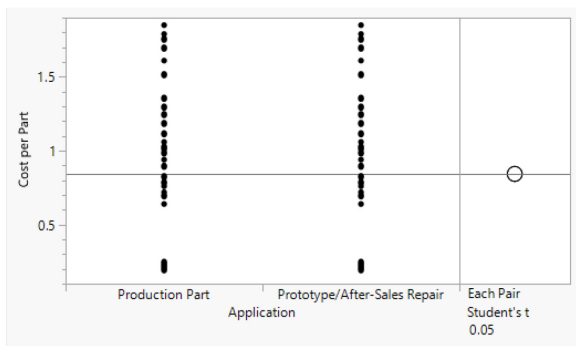 1.5
1
0.5
Cost per Part
Production Part
Prototype/After-Sales Repair
Application
Each Pair
Student's t
0.05